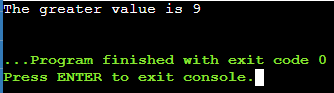 The greater value is 9
...Program finished with exit code 0
Press ENTER to exit console.